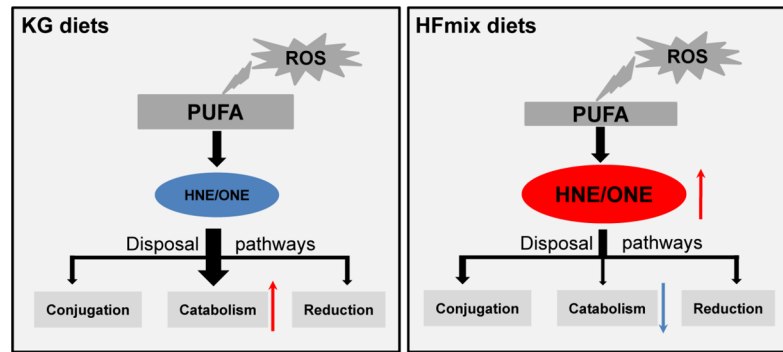 KG diets
ROS
PUFA
HNE/ONE
Disposal pathways
Conjugation
Catabolism
Reduction
HFmix diets
ROS
PUFA
HNE/ONE
Disposal pathways
Conjugation
Catabolism
Reduction